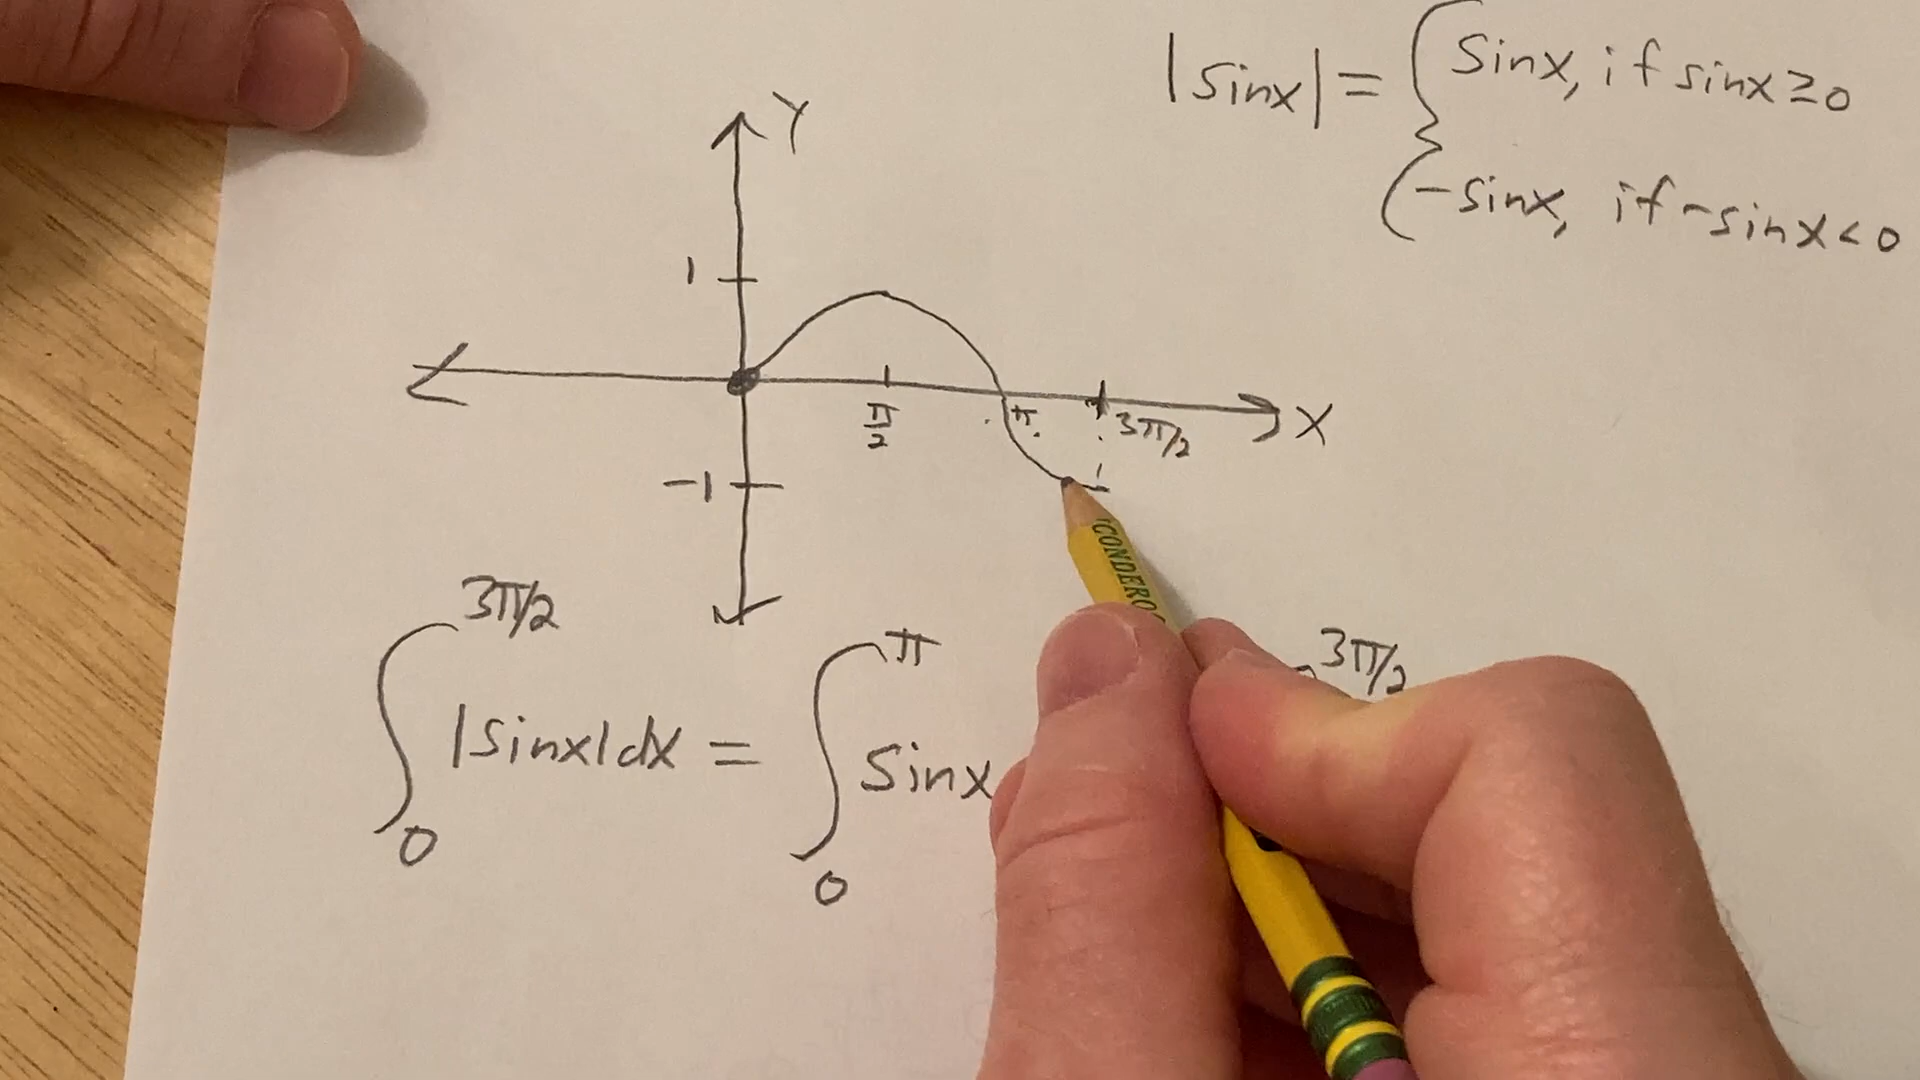 |sinx| = { sinx, if sinx ≥ 0
-sinx, if -sinx < 0
Y
1
π/2
π
3π/2
X
-1
CONDERO
∫₀^{3π/2} |sinx|dx = ∫₀^π sinx 3π/2